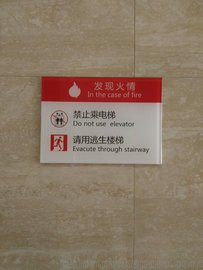 发现火情
In the case of fire
禁止乘电梯
Do not use elevator
请用逃生楼梯
Evacute through stairway